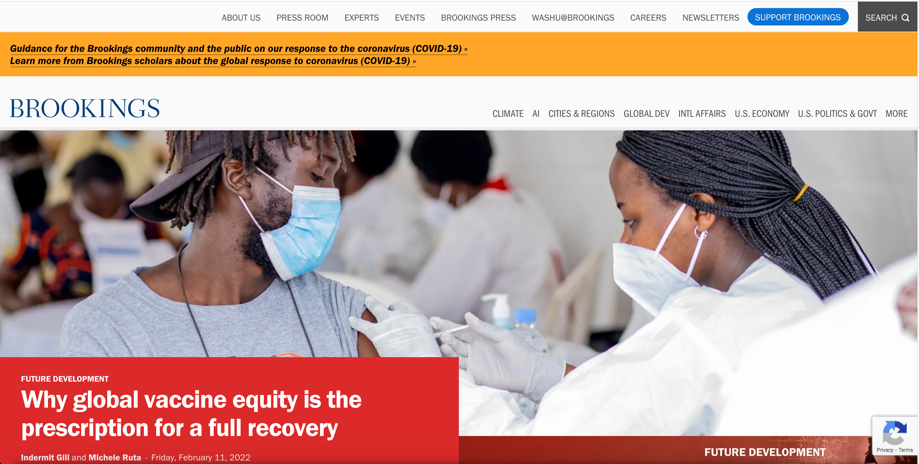 ABOUT US PRESS ROOM EXPERTS EVENTS BROOKINGS PRESS WASHU@BROOKINGS CAREERS NEWSLETTERS SUPPORT BROOKINGS SEARCH
Guidance for the Brookings community and the public on our response to the coronavirus (COVID-19) »
Learn more from Brookings scholars about the global response to coronavirus (COVID-19) »
BROOKINGS
CLIMATE AI CITIES & REGIONS GLOBAL DEV INTL AFFAIRS U.S. ECONOMY U.S. POLITICS & GOVT MORE
FUTURE DEVELOPMENT
Why global vaccine equity is the
prescription for a full recovery
Indermit Gill and Michele Ruta · Friday, February 11, 2022
FUTURE DEVELOPMENT
Privacy - Terms